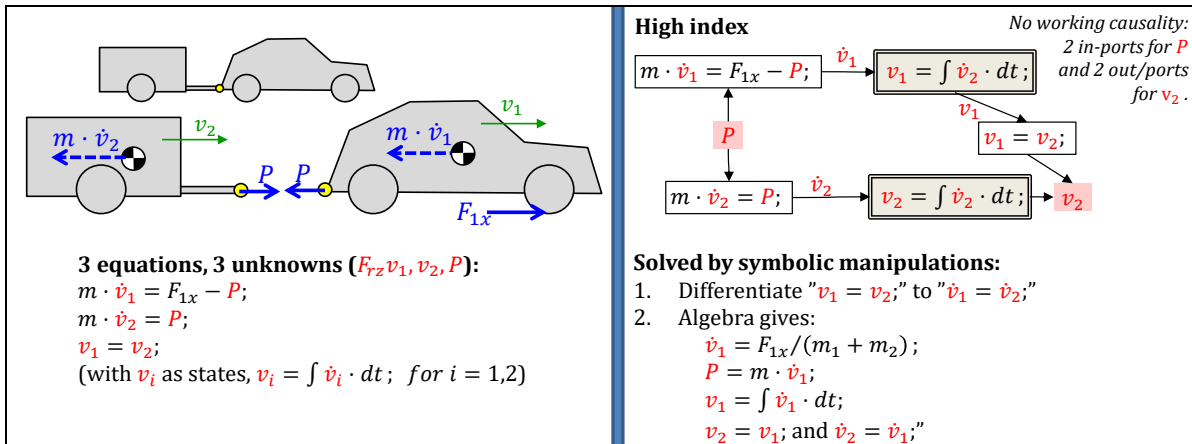 v₂
v₁
m · v̇₂
m · v̇₁
P
P
F₁ₓ
3 equations, 3 unknowns (F_rz v₁, v₂, P):
m · v̇₁ = F₁ₓ − P;
m · v̇₂ = P;
v₁ = v₂;
(with vᵢ as states, vᵢ = ∫ v̇ᵢ · dt ; for i = 1,2)
High index
No working causality:
2 in-ports for P
and 2 out/ports
for v₂ .
m · v̇₁ = F₁ₓ − P;
v̇₁
v₁ = ∫ v̇₂ · dt ;
v₁
v₁ = v₂;
P
m · v̇₂ = P;
v̇₂
v₂ = ∫ v̇₂ · dt ;
v₂
Solved by symbolic manipulations:
1. Differentiate ”v₁ = v₂;” to ”v̇₁ = v̇₂;”
2. Algebra gives:
v̇₁ = F₁ₓ/(m₁ + m₂) ;
P = m · v̇₁;
v₁ = ∫ v̇₁ · dt;
v₂ = v₁; and v̇₂ = v̇₁;”